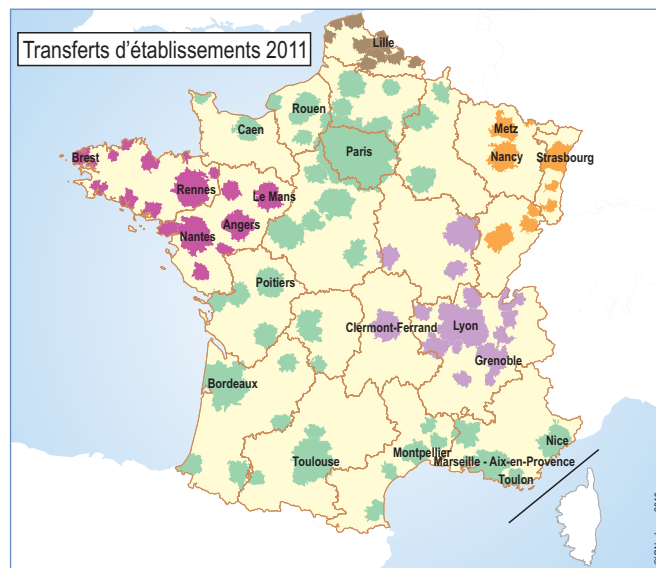 Transferts d'établissements 2011
Lille
Rouen
Caen
Metz
Paris
Nancy
Strasbourg
Brest
Rennes
Le Mans
Angers
Nantes
Poitiers
Clermont-Ferrand
Lyon
Grenoble
Bordeaux
Nice
Montpellier
Toulouse
Marseille - Aix-en-Provence
Toulon